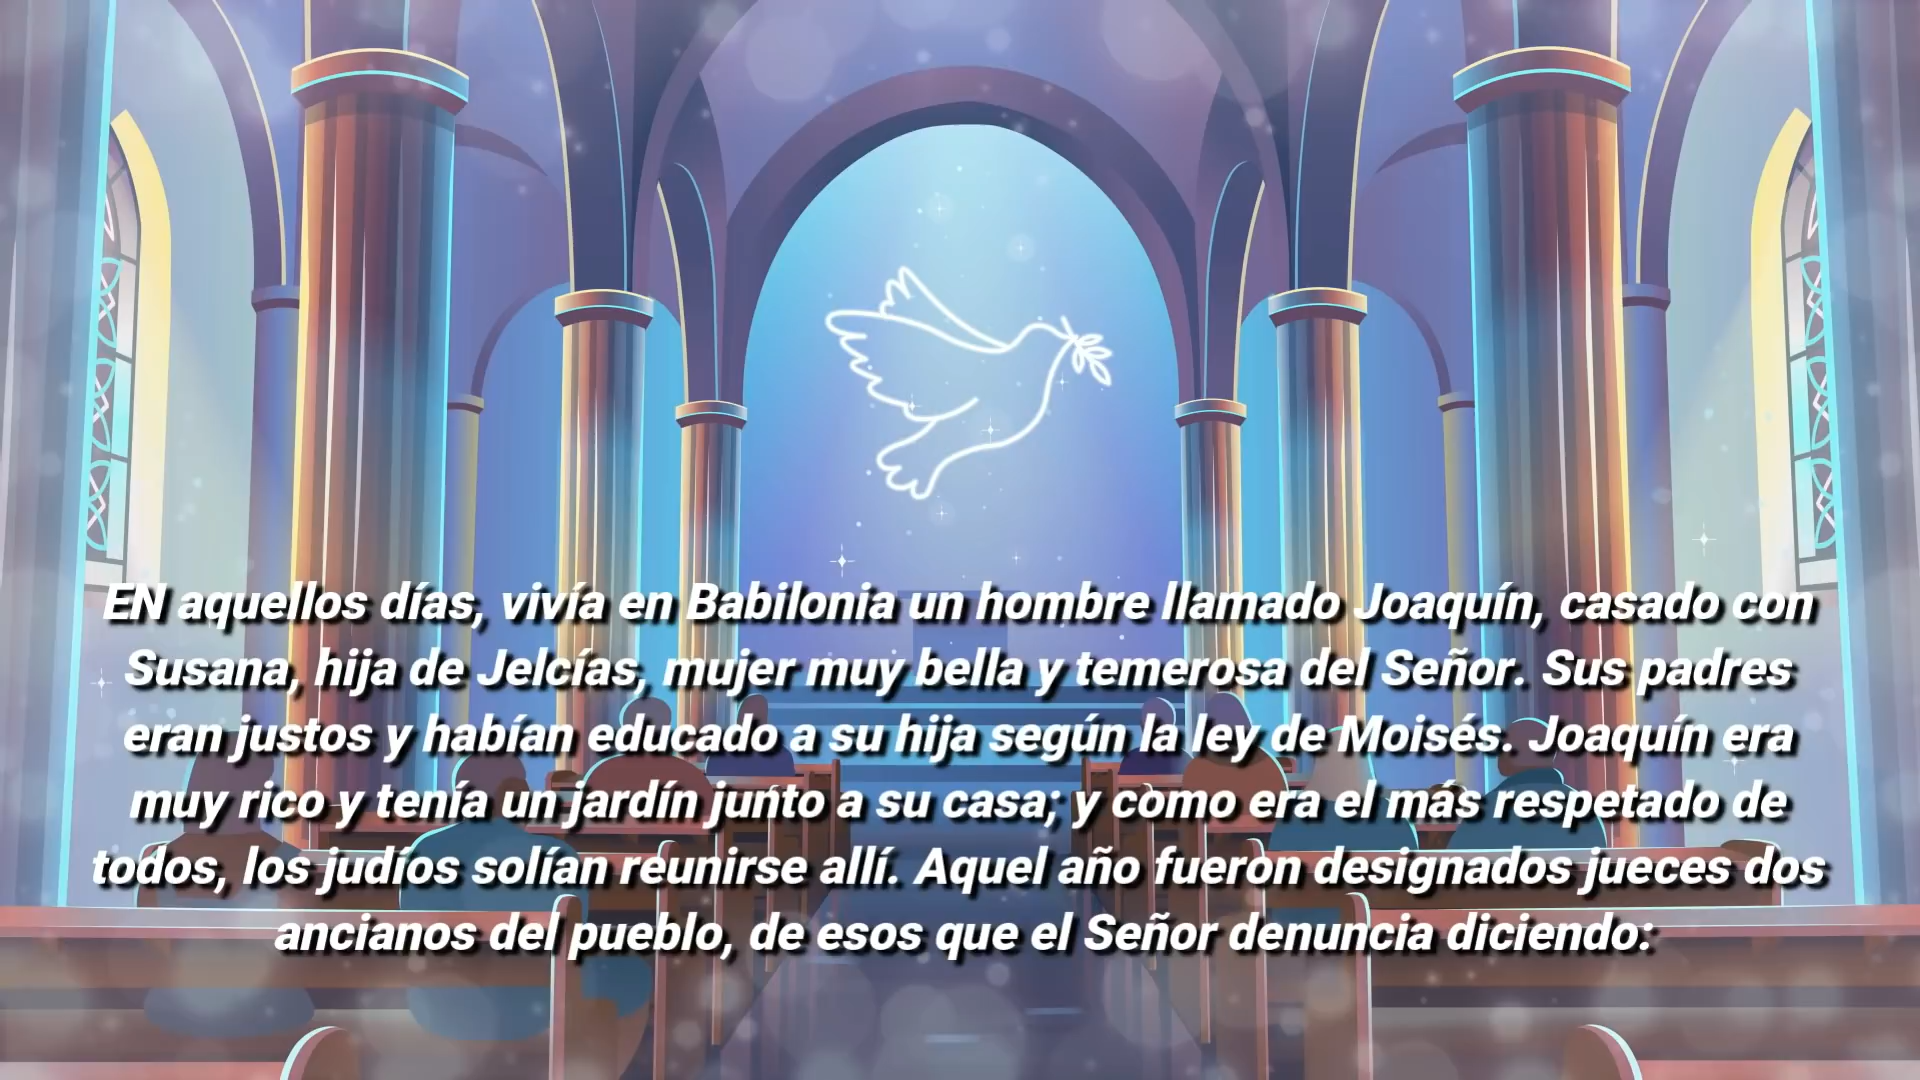 EN aquellos días, vivía en Babilonia un hombre llamado Joaquín, casado con
Susana, hija de Jelcías, mujer muy bella y temerosa del Señor. Sus padres
eran justos y habían educado a su hija según la ley de Moisés. Joaquín era
muy rico y tenía un jardín junto a su casa; y como era el más respetado de
todos, los judíos solían reunirse allí. Aquel año fueron designados jueces dos
ancianos del pueblo, de esos que el Señor denuncia diciendo: